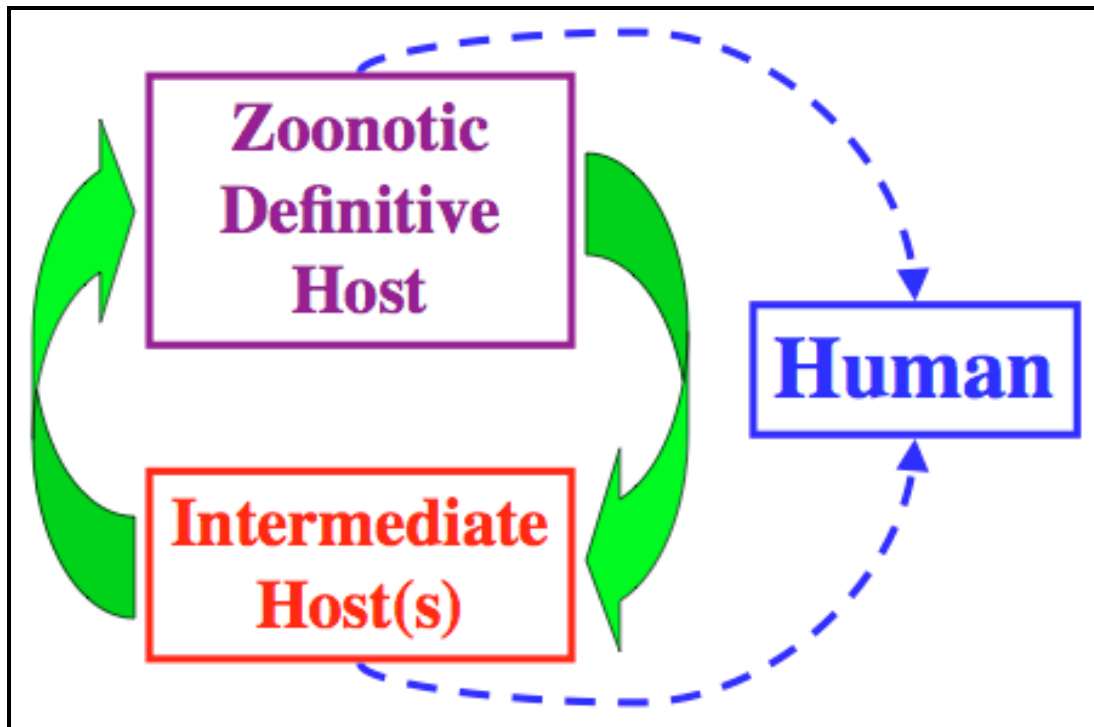 Zoonotic
Definitive
Host
Human
Intermediate
Host(s)